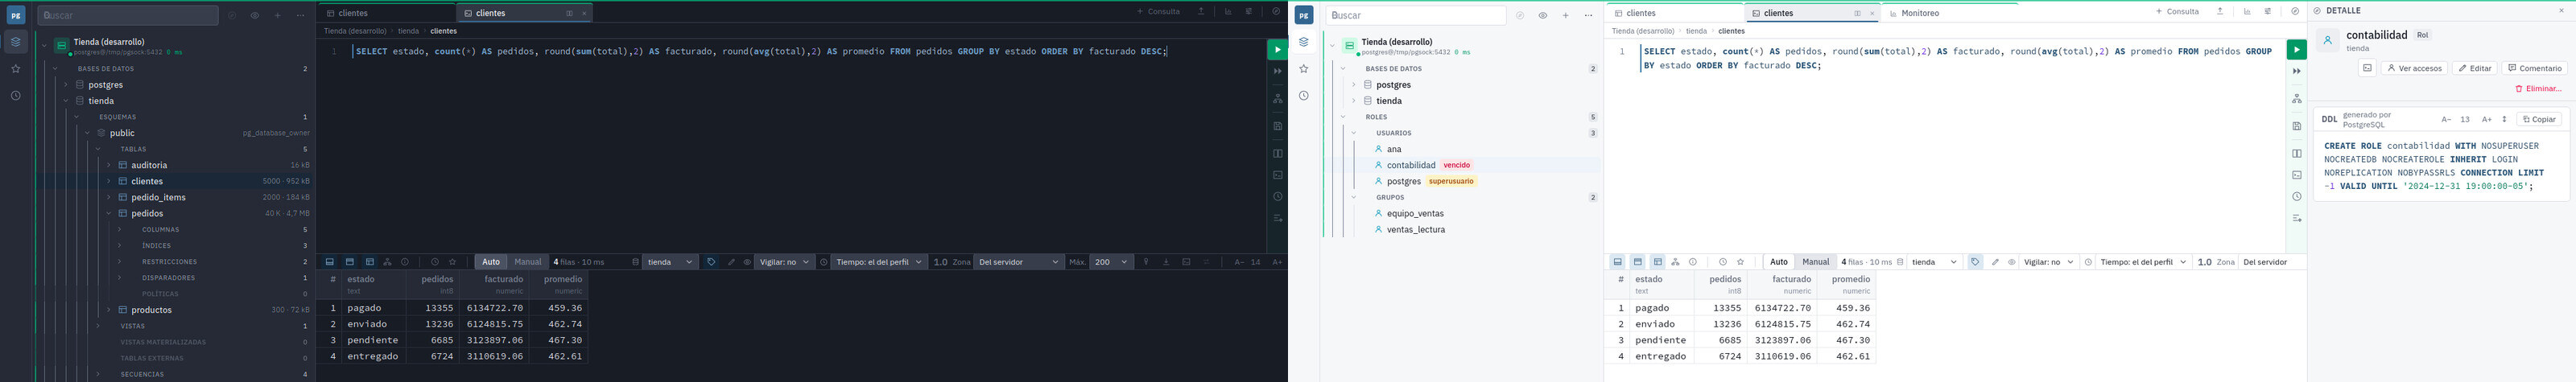 PG
Buscar
clientes
clientes
×
+ Consulta
Tienda (desarrollo)
postgres@/tmp/pgsock:5432 0 ms
BASES DE DATOS 2
postgres
tienda
ESQUEMAS 1
public pg_database_owner
TABLAS 5
auditoria 16 kB
clientes 5000 · 952 kB
pedido_items 2000 · 184 kB
pedidos 40 K · 4,7 MB
COLUMNAS 5
ÍNDICES 3
RESTRICCIONES 2
DISPARADORES 1
POLÍTICAS 0
productos 300 · 72 kB
VISTAS 1
VISTAS MATERIALIZADAS 0
TABLAS EXTERNAS 0
SECUENCIAS 4
Tienda (desarrollo) › tienda › clientes
1 SELECT estado, count(*) AS pedidos, round(sum(total),2) AS facturado, round(avg(total),2) AS promedio FROM pedidos GROUP BY estado ORDER BY facturado DESC;
Auto Manual 4 filas · 10 ms tienda Vigilar: no Tiempo: el del perfil 1.0 Zona Del servidor Máx. 200 A− 14 A+
# estado pedidos facturado promedio
text int8 numeric numeric
1 pagado 13355 6134722.70 459.36
2 enviado 13236 6124815.75 462.74
3 pendiente 6685 3123897.06 467.30
4 entregado 6724 3110619.06 462.61
PG
Buscar
clientes
clientes
×
Monitoreo
+ Consulta
Tienda (desarrollo)
postgres@/tmp/pgsock:5432 0 ms
BASES DE DATOS 2
postgres
tienda
ROLES 5
USUARIOS 3
ana
contabilidad vencido
postgres superusuario
GRUPOS 2
equipo_ventas
ventas_lectura
Tienda (desarrollo) › tienda › clientes
1 SELECT estado, count(*) AS pedidos, round(sum(total),2) AS facturado, round(avg(total),2) AS promedio FROM pedidos GROUP
BY estado ORDER BY facturado DESC;
Auto Manual 4 filas · 10 ms tienda Vigilar: no Tiempo: el del perfil 1.0 Zona Del servidor
# estado pedidos facturado promedio
text int8 numeric numeric
1 pagado 13355 6134722.70 459.36
2 enviado 13236 6124815.75 462.74
3 pendiente 6685 3123897.06 467.30
4 entregado 6724 3110619.06 462.61
DETALLE ×
contabilidad Rol
tienda
Ver accesos Editar Comentario
Eliminar...
DDL generado por PostgreSQL A− 13 A+ Copiar
CREATE ROLE contabilidad WITH NOSUPERUSER
NOCREATEDB NOCREATEROLE INHERIT LOGIN
NOREPLICATION NOBYPASSRLS CONNECTION LIMIT
-1 VALID UNTIL '2024-12-31 19:00:00-05';